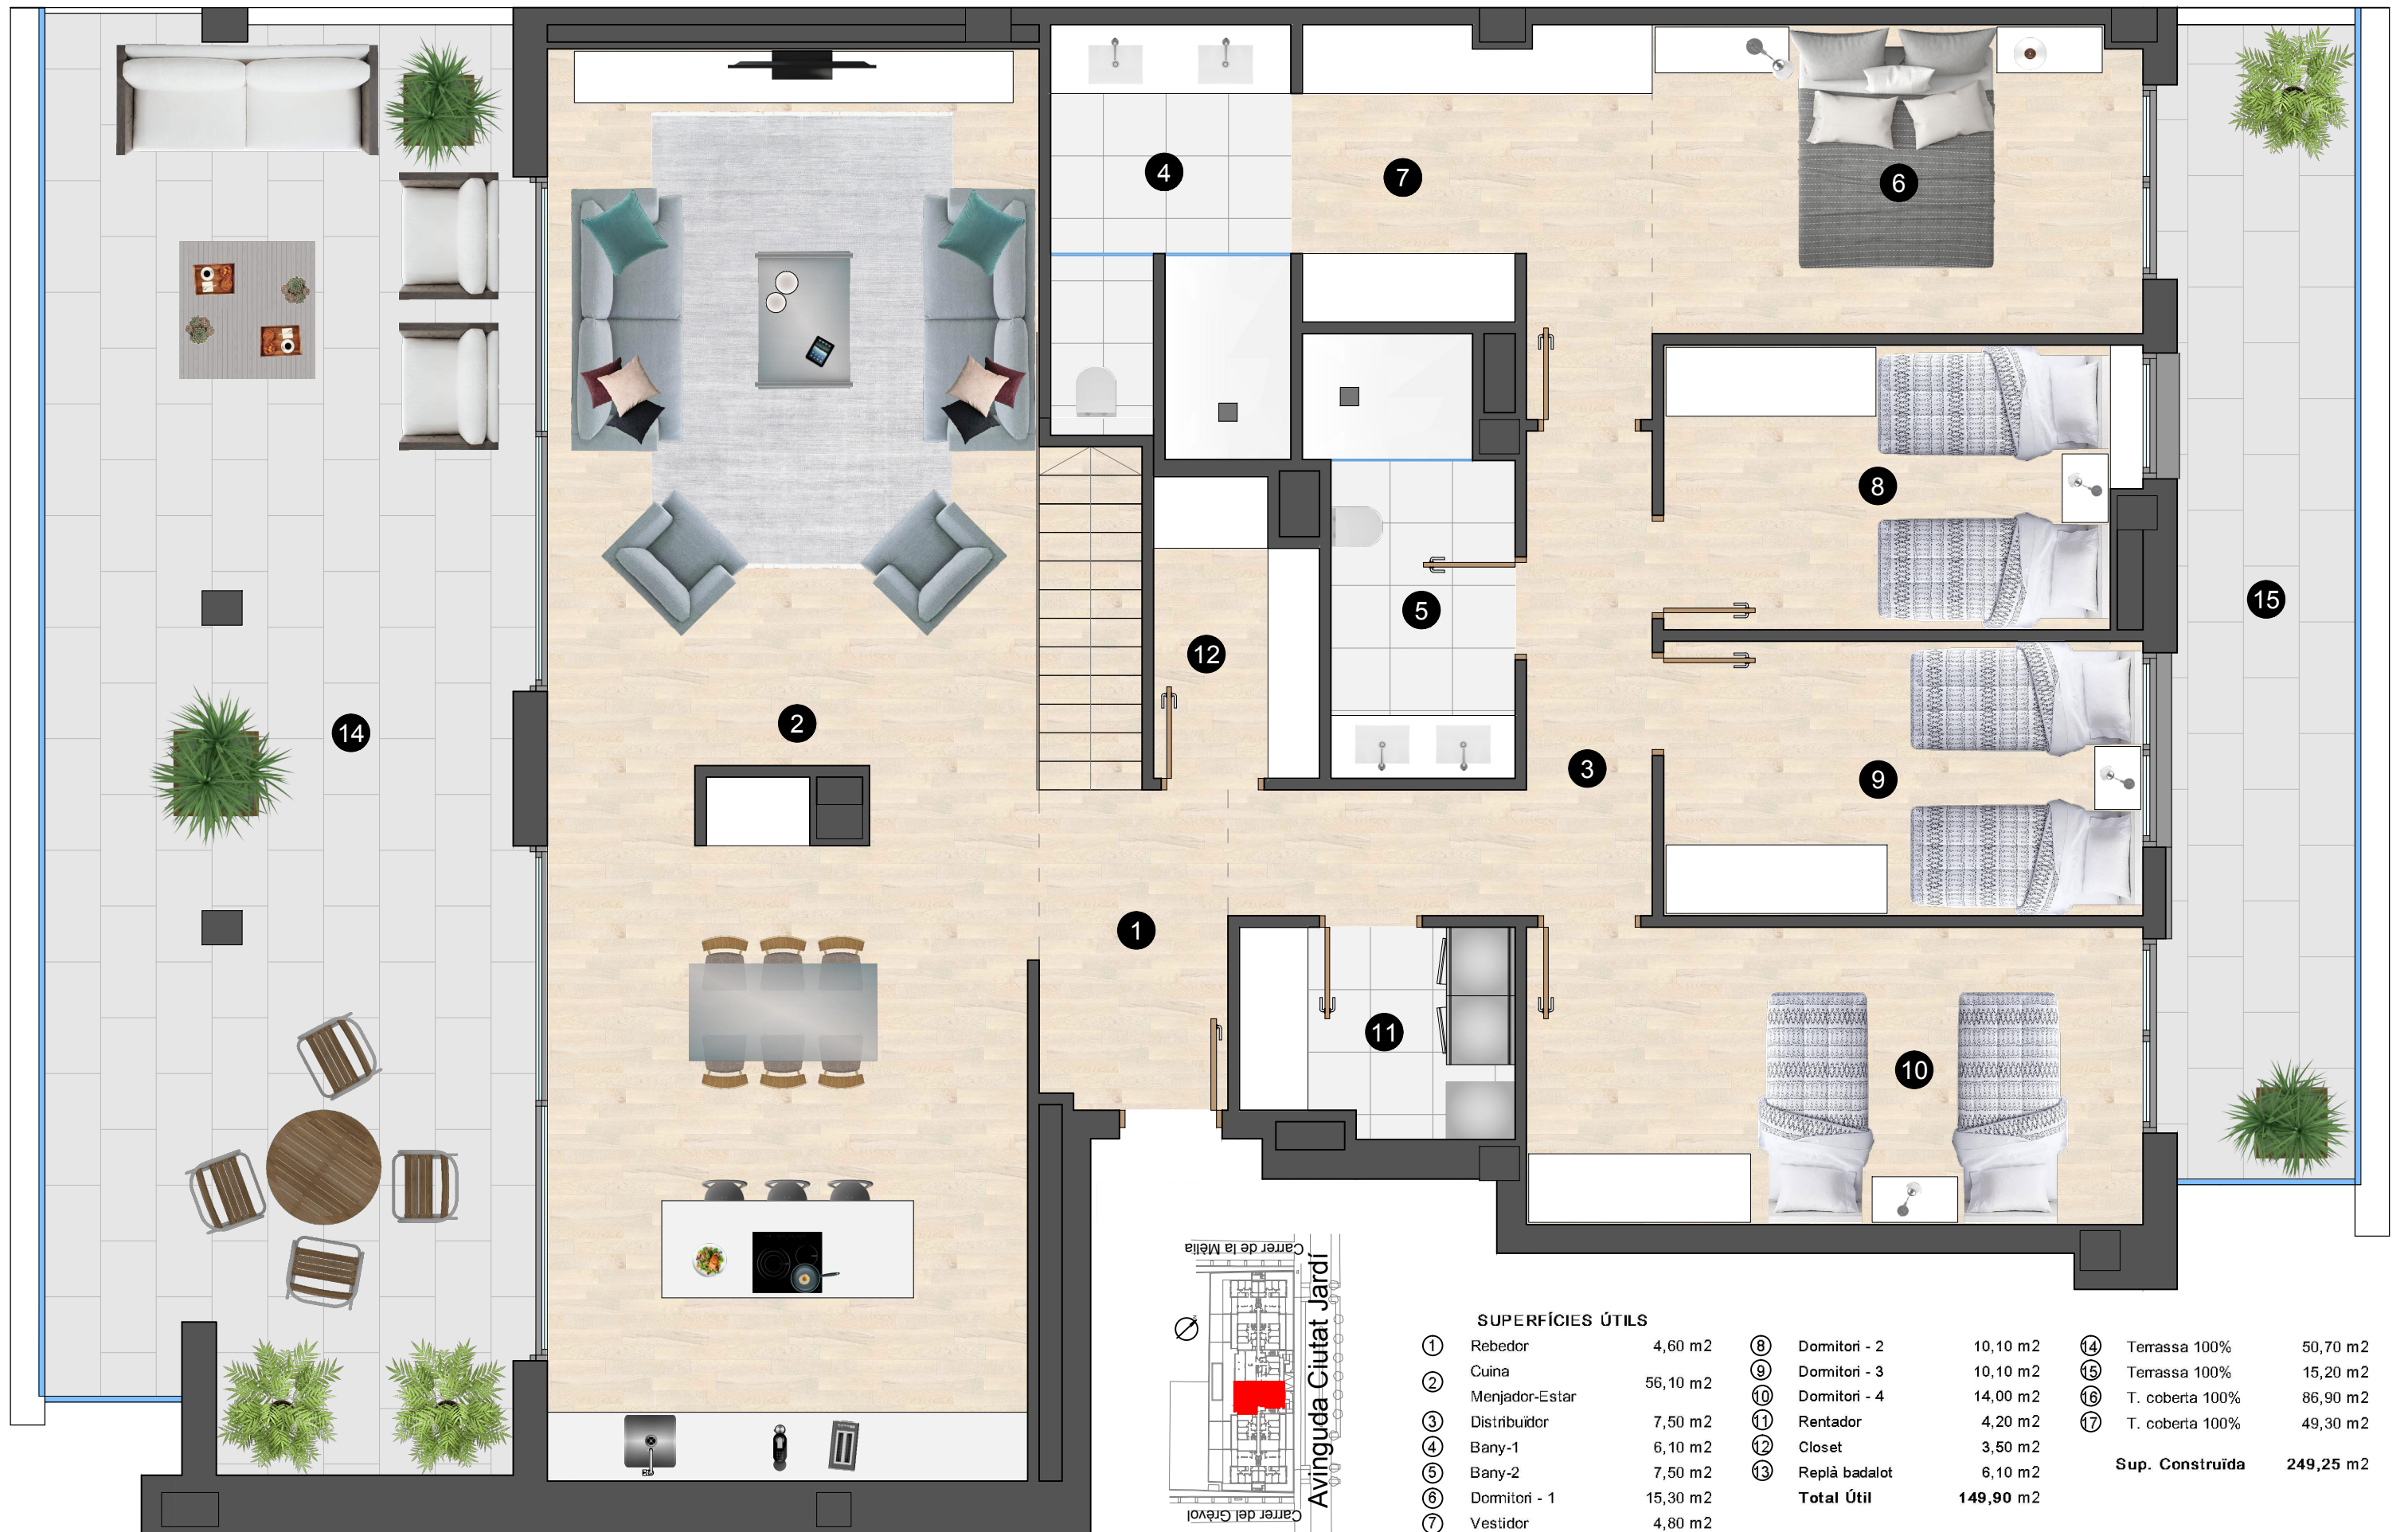 4
7
6
8
5
15
12
14
2
3
9
1
11
10
Carrer de la Mèlia
Avinguda Ciutat Jardí
Carrer del Grèvol
SUPERFÍCIES ÚTILS
1 Rebedor 4,60 m2
2 Cuina
Menjador-Estar 56,10 m2
3 Distribuïdor 7,50 m2
4 Bany-1 6,10 m2
5 Bany-2 7,50 m2
6 Dormitori - 1 15,30 m2
7 Vestidor 4,80 m2
8 Dormitori - 2 10,10 m2
9 Dormitori - 3 10,10 m2
10 Dormitori - 4 14,00 m2
11 Rentador 4,20 m2
12 Closet 3,50 m2
13 Replà badalot 6,10 m2
Total Útil 149,90 m2
14 Terrassa 100% 50,70 m2
15 Terrassa 100% 15,20 m2
16 T. coberta 100% 86,90 m2
17 T. coberta 100% 49,30 m2
Sup. Construïda 249,25 m2